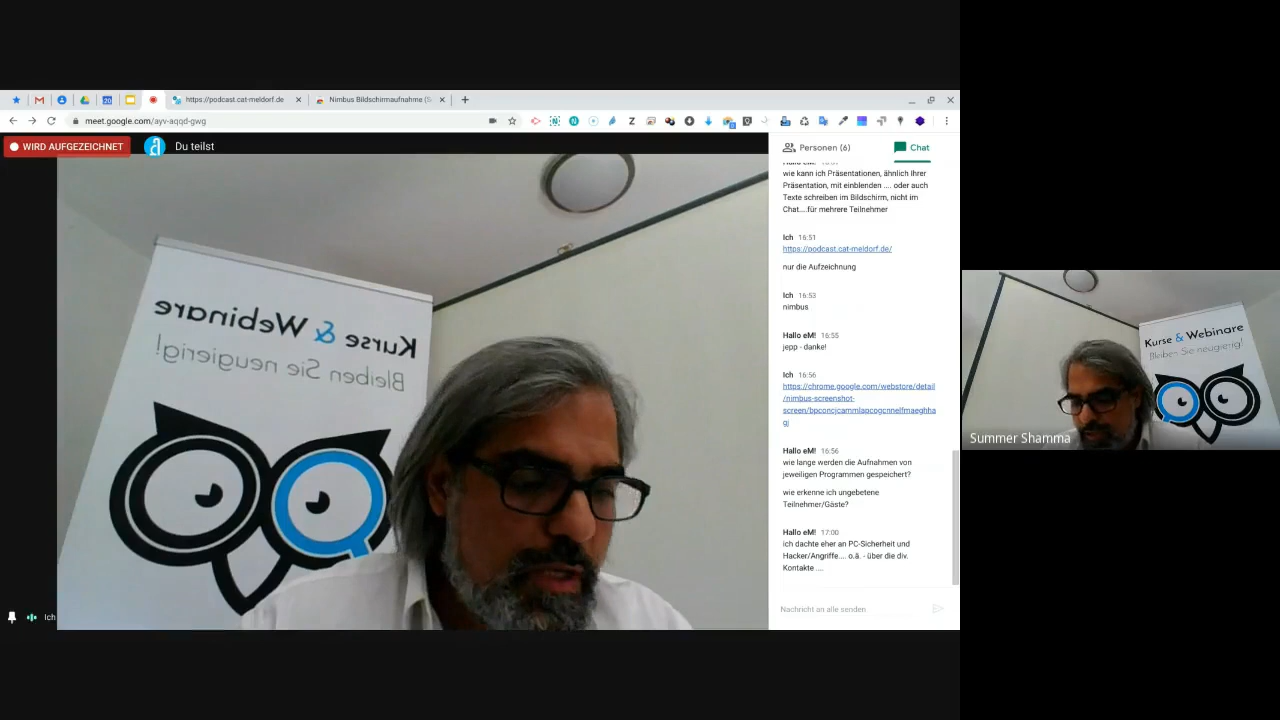 https://podcast.cat-meldorf.de
Nimbus Bildschirmaufnahme (S
meet.google.com/ayv-aqqd-gwg
WIRD AUFGEZEICHNET
Du teilst
Personen (6)
Chat
wie kann ich Präsentationen, ähnlich Ihrer
Präsentation, mit einblenden .... oder auch
Texte schreiben im Bildschirm, nicht im
Chat....für mehrere Teilnehmer
Ich 16:51
https://podcast.cat-meldorf.de/
nur die Aufzeichnung
Ich 16:53
nimbus
Hallo eM! 16:55
jepp - danke!
Ich 16:56
https://chrome.google.com/webstore/detail
/nimbus-screenshot-
screen/bpconcjcammlapcogcnnelfmaeghha
gj
Hallo eM! 16:56
wie lange werden die Aufnahmen von
jeweiligen Programmen gespeichert?
wie erkenne ich ungebetene
Teilnehmer/Gäste?
Hallo eM! 17:00
ich dachte eher an PC-Sicherheit und
Hacker/Angriffe.... o.ä. - über die div.
Kontakte ....
Nachricht an alle senden
Kurse & Webinare
Bleiben Sie neugierig!
Ich
Kurse & Webinare
Bleiben Sie neugierig!
Summer Shamma